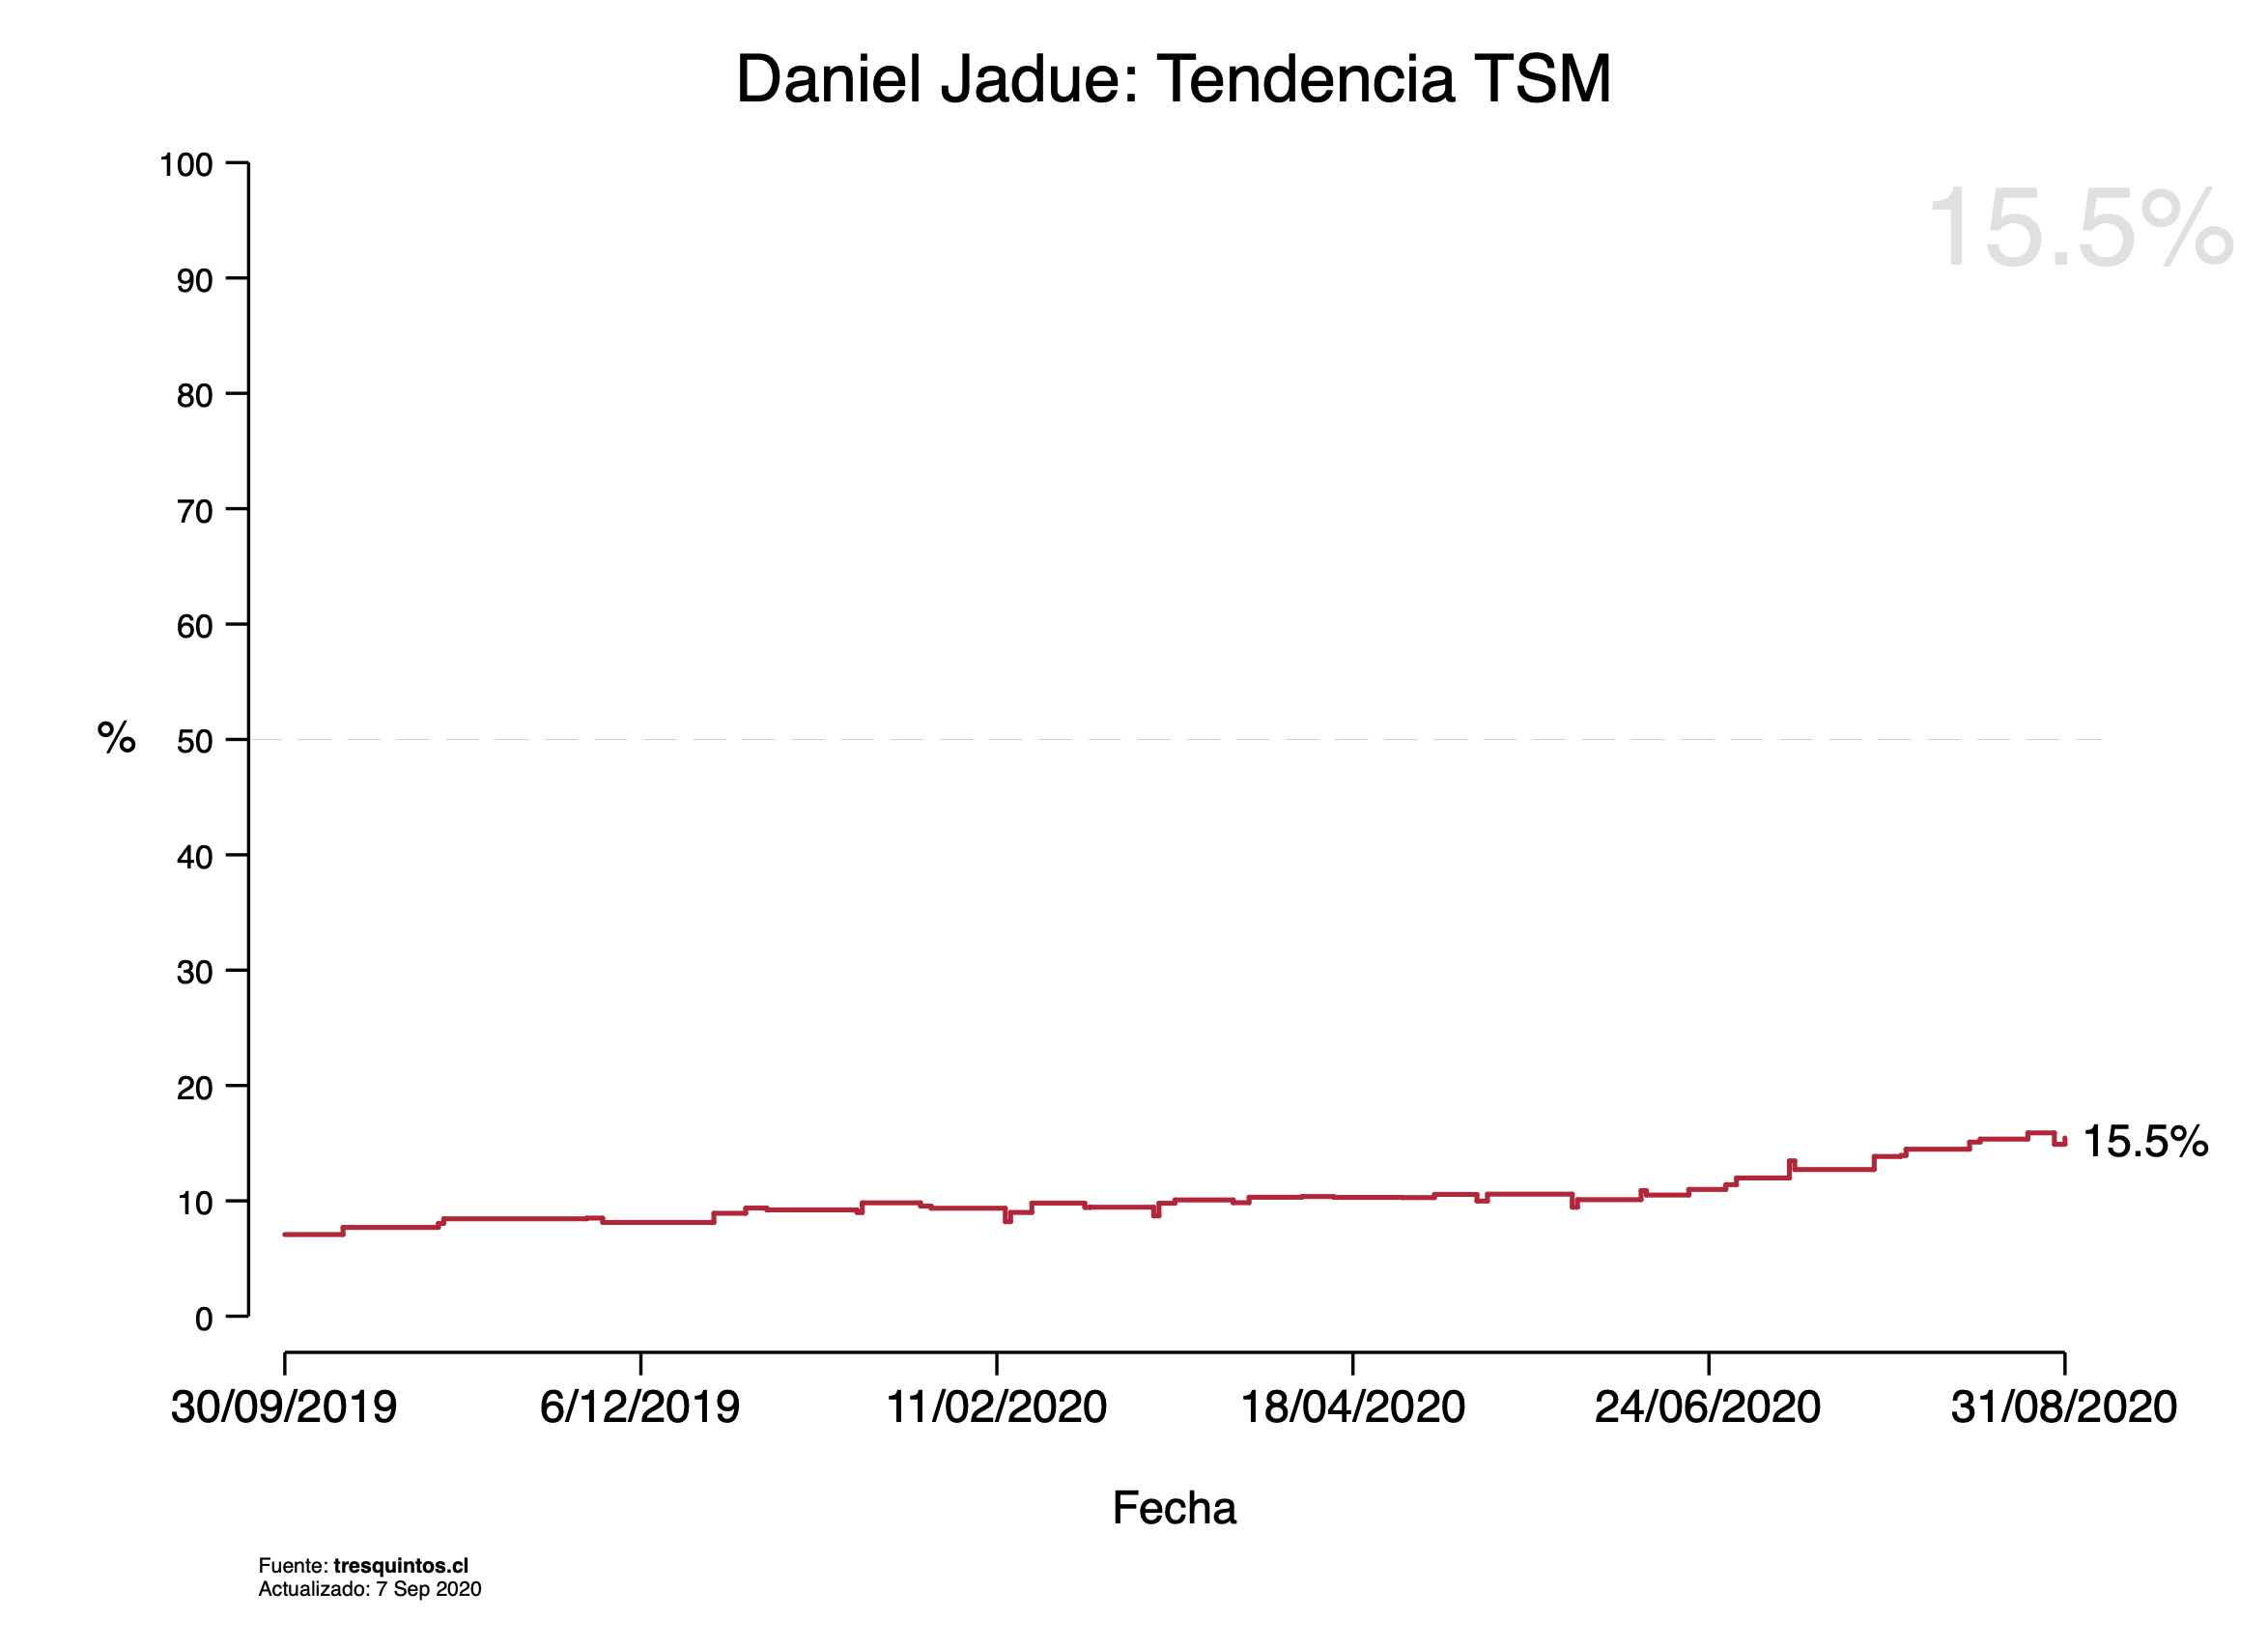 Daniel Jadue: Tendencia TSM
15.5%
100
90
80
70
60
% 50
40
30
20
15.5%
10
0
30/09/2019 6/12/2019 11/02/2020 18/04/2020 24/06/2020 31/08/2020
Fecha
Fuente: tresquintos.cl
Actualizado: 7 Sep 2020